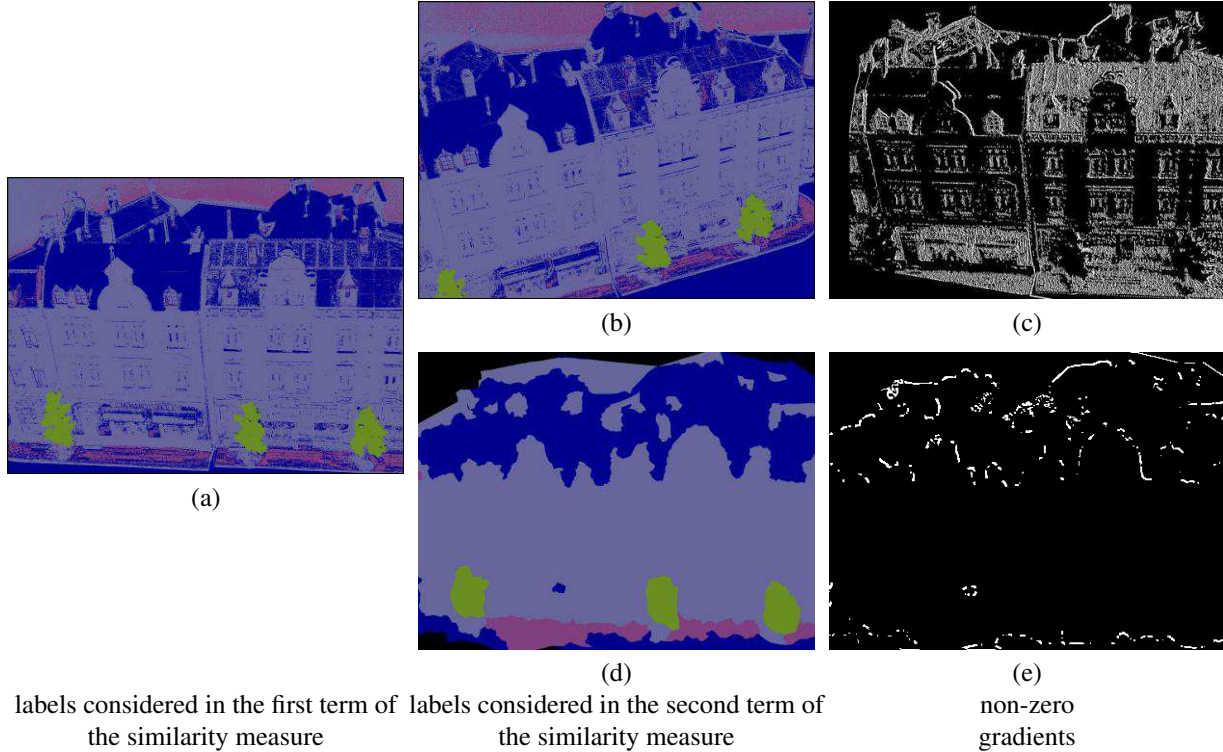 (b)
(c)
(a)
(d)
(e)
labels considered in the first term of
the similarity measure
labels considered in the second term of
the similarity measure
non-zero
gradients